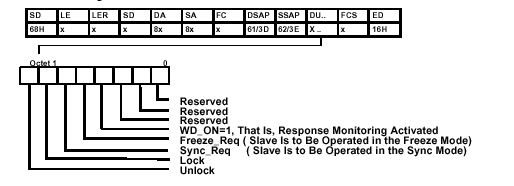 SD LE LER SD DA SA FC DSAP SSAP DU.. FCS ED
68H x x x 8x 8x x 61/3D 62/3E X .. x 16H
Octet 1 0
Reserved
Reserved
Reserved
WD_ON=1, That Is, Response Monitoring Activated
Freeze_Req ( Slave Is to Be Operated in the Freeze Mode)
Sync_Req ( Slave Is to Be Operated in the Sync Mode)
Lock
Unlock